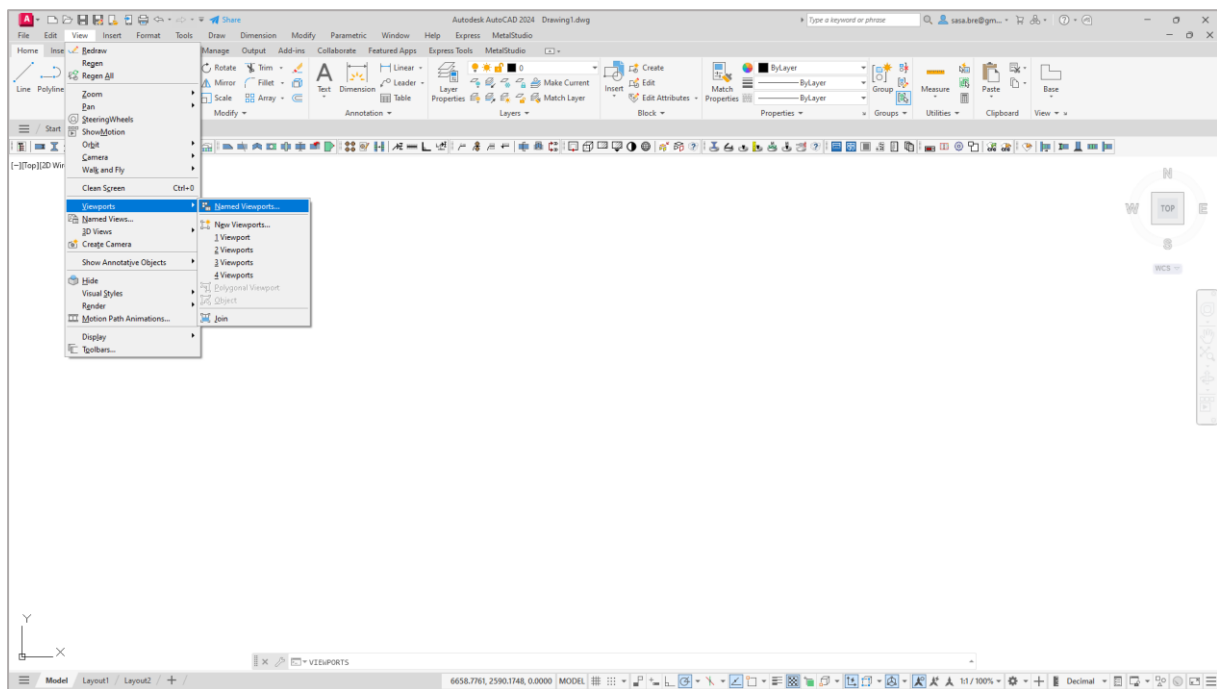 A Share Autodesk AutoCAD 2024 Drawing1.dwg Type a keyword or phrase sasa.bre@gm...
File Edit View Insert Format Tools Draw Dimension Modify Parametric Window Help Express MetalStudio
Home Inse Manage Output Add-ins Collaborate Featured Apps Express Tools MetalStudio
Redraw
Regen
Regen All
Zoom
Pan
SteeringWheels
ShowMotion
Orbit
Camera
Walk and Fly
Clean Screen Ctrl+0
Viewports
Named Views...
3D Views
Create Camera
Show Annotative Objects
Hide
Visual Styles
Render
Motion Path Animations...
Display
Toolbars...
Named Viewports...
New Viewports...
1 Viewport
2 Viewports
3 Viewports
4 Viewports
Polygonal Viewport
Object
Join
Line Polyline
Rotate Trim
Mirror Fillet
Scale Array
Modify
Text Dimension
Linear
Leader
Table
Annotation
Layer
Properties
0
Make Current
Match Layer
Layers
Insert
Create
Edit
Edit Attributes
Block
Match
Properties
ByLayer
ByLayer
ByLayer
Properties
Group
Groups
Measure
Utilities
Paste
Clipboard
Base
View
Start
[-][Top][2D Wir
N
W TOP E
S
WCS
Y
X
VIEWPORTS
Model Layout1 Layout2 6658.7761, 2590.1748, 0.0000 MODEL 1:1 / 100% Decimal